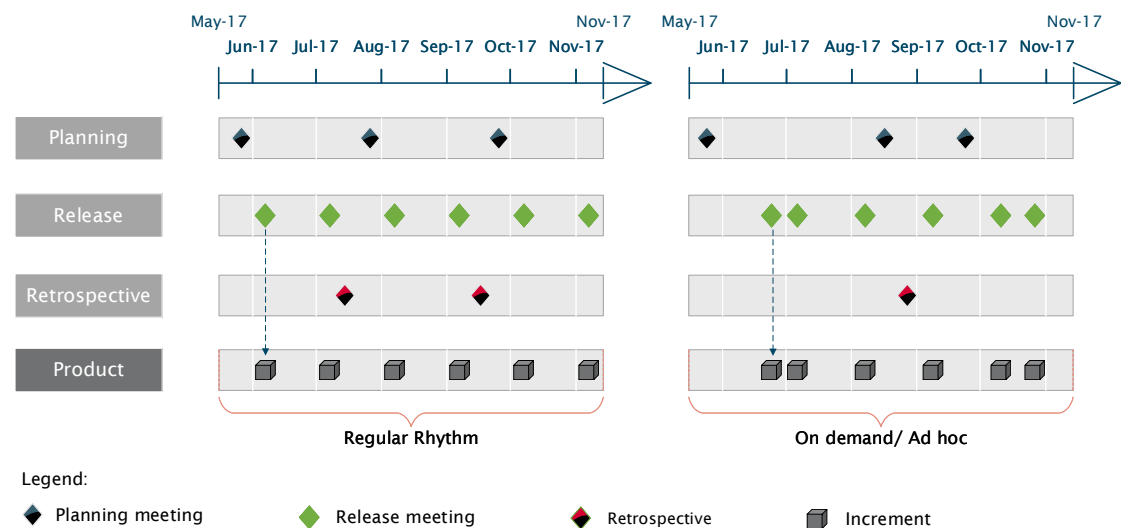 May-17 Nov-17 May-17 Nov-17
Jun-17 Jul-17 Aug-17 Sep-17 Oct-17 Nov-17 Jun-17 Jul-17 Aug-17 Sep-17 Oct-17 Nov-17
Planning
Release
Retrospective
Product
Regular Rhythm On demand/ Ad hoc
Legend:
Planning meeting Release meeting Retrospective Increment